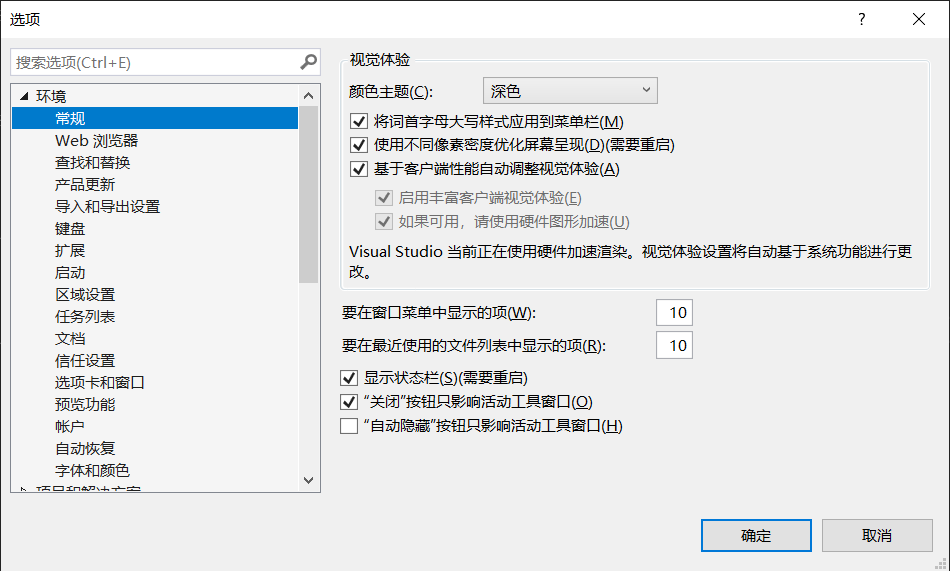 选项
?
搜索选项(Ctrl+E)
环境
常规
Web 浏览器
查找和替换
产品更新
导入和导出设置
键盘
扩展
启动
区域设置
任务列表
文档
信任设置
选项卡和窗口
预览功能
帐户
自动恢复
字体和颜色
项目和解决方案
视觉体验
颜色主题(C):
深色
将词首字母大写样式应用到菜单栏(M)
使用不同像素密度优化屏幕呈现(D)(需要重启)
基于客户端性能自动调整视觉体验(A)
启用丰富客户端视觉体验(E)
如果可用，请使用硬件图形加速(U)
Visual Studio 当前正在使用硬件加速渲染。视觉体验设置将自动基于系统功能进行更
改。
要在窗口菜单中显示的项(W):
10
要在最近使用的文件列表中显示的项(R):
10
显示状态栏(S)(需要重启)
“关闭”按钮只影响活动工具窗口(O)
“自动隐藏”按钮只影响活动工具窗口(H)
确定
取消